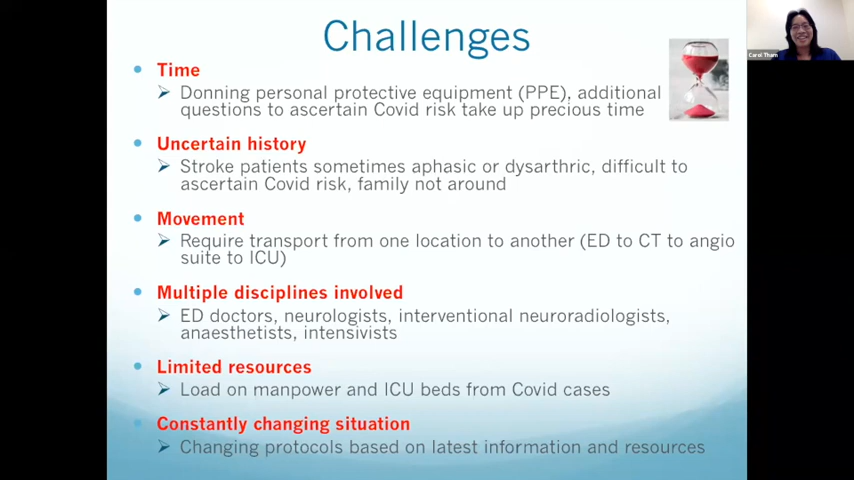 Challenges
Time
Donning personal protective equipment (PPE), additional
questions to ascertain Covid risk take up precious time
Uncertain history
Stroke patients sometimes aphasic or dysarthric, difficult to
ascertain Covid risk, family not around
Movement
Require transport from one location to another (ED to CT to angio
suite to ICU)
Multiple disciplines involved
ED doctors, neurologists, interventional neuroradiologists,
anaesthetists, intensivists
Limited resources
Load on manpower and ICU beds from Covid cases
Constantly changing situation
Changing protocols based on latest information and resources
Carol Tham